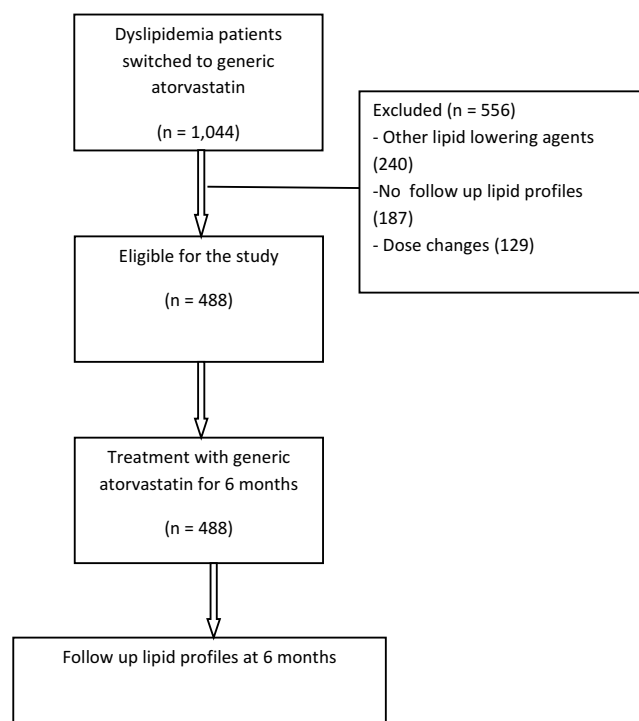 Dyslipidemia patients
switched to generic
atorvastatin
(n = 1,044)
Excluded (n = 556)
- Other lipid lowering agents
(240)
-No follow up lipid profiles
(187)
- Dose changes (129)
Eligible for the study
(n = 488)
Treatment with generic
atorvastatin for 6 months
(n = 488)
Follow up lipid profiles at 6 months